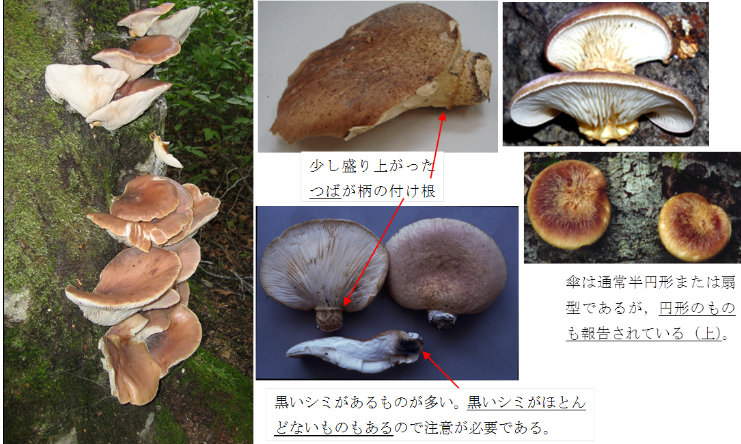 少し盛り上がった
つばが柄の付け根
傘は通常半円形または扇
型であるが，円形のもの
も報告されている（上）。
黒いシミがあるものが多い。黒いシミがほとん
どないものもあるので注意が必要である。